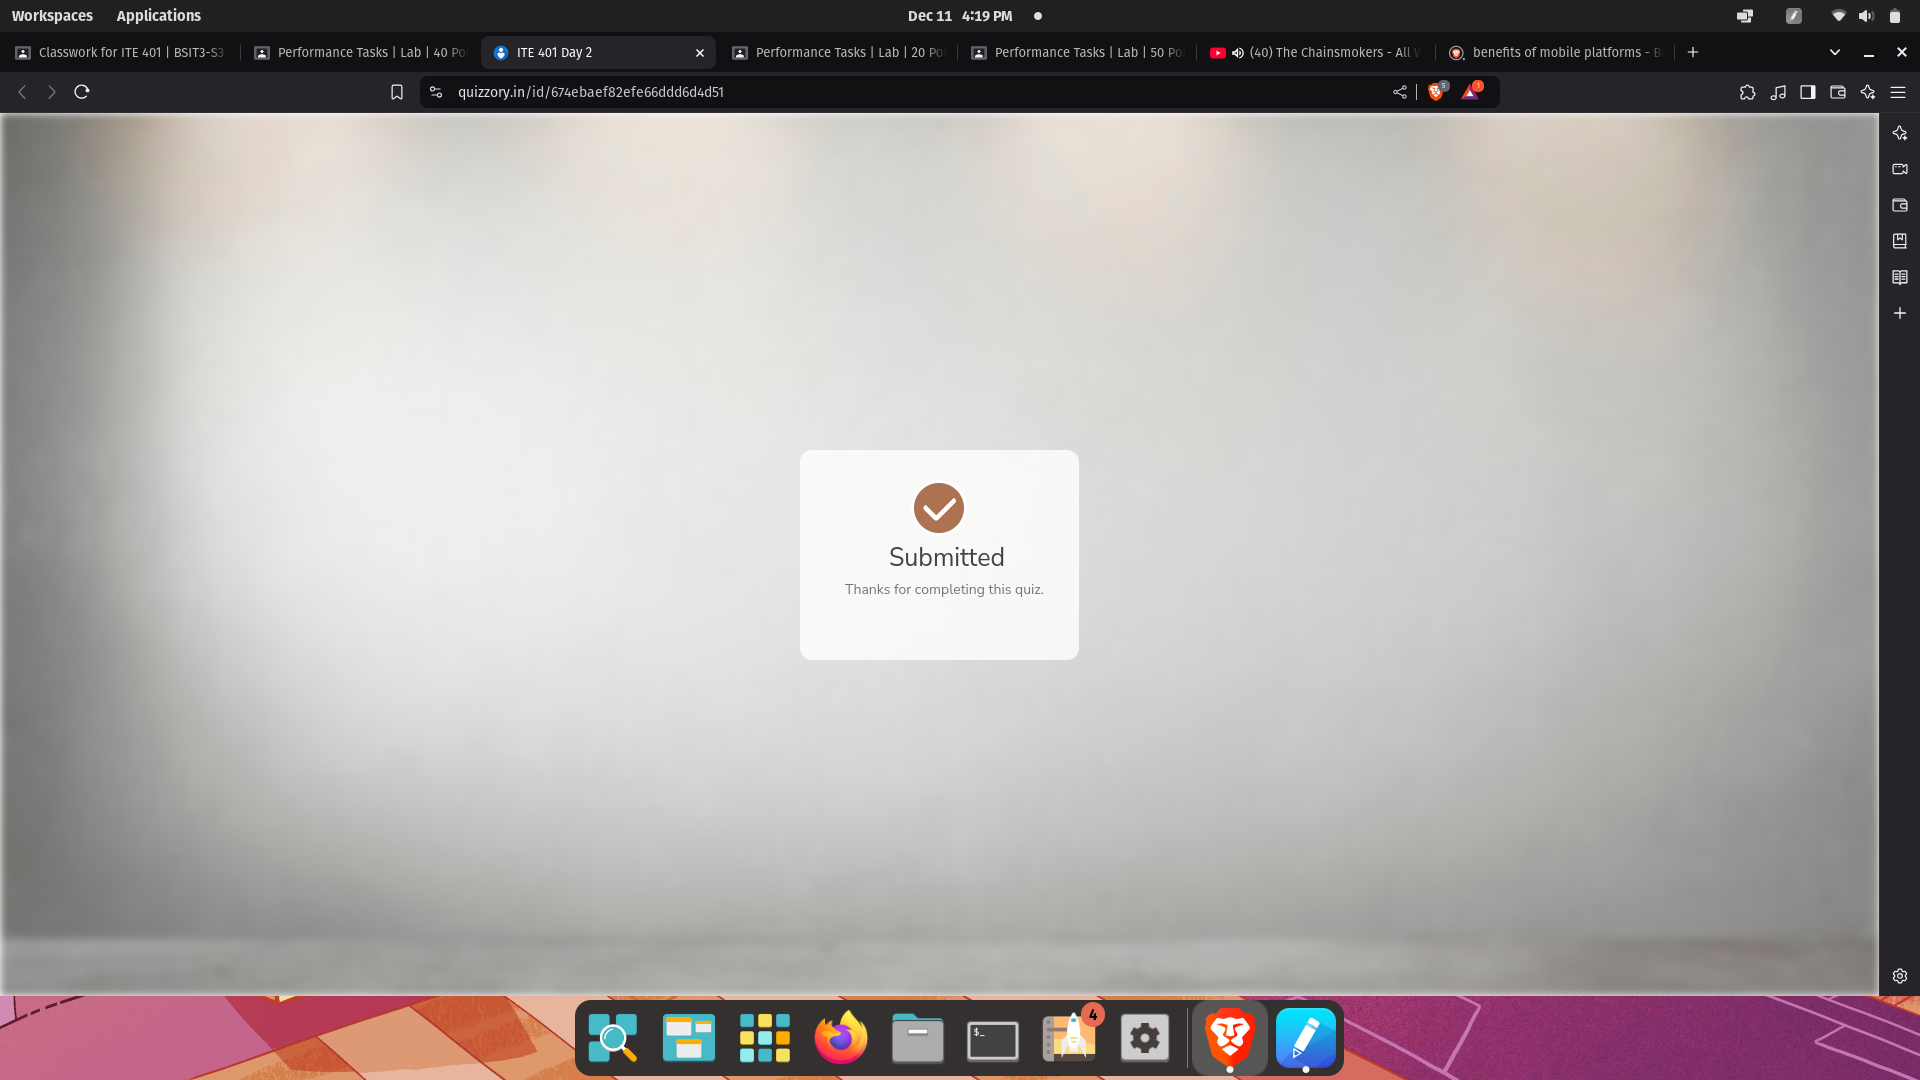 Workspaces Applications Dec 11 4:19 PM
Classwork for ITE 401 | BSIT3-S3 Performance Tasks | Lab | 40 Po ITE 401 Day 2 Performance Tasks | Lab | 20 Po Performance Tasks | Lab | 50 Po (40) The Chainsmokers - All benefits of mobile platforms -
quizzory.in/id/674ebaef82efe66ddd6d4d51 5 1
Submitted
Thanks for completing this quiz.
$_ 4